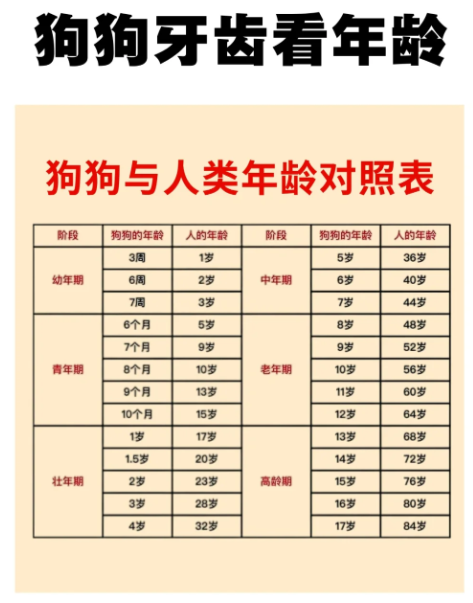 狗狗牙齿看年龄
狗狗与人类年龄对照表
阶段 狗狗的年龄 人的年龄 阶段 狗狗的年龄 人的年龄
幼年期 3周 1岁 中年期 5岁 36岁
6周 2岁 6岁 40岁
7周 3岁 7岁 44岁
青年期 6个月 5岁 老年期 8岁 48岁
7个月 9岁 9岁 52岁
8个月 10岁 10岁 56岁
9个月 13岁 11岁 60岁
10个月 15岁 12岁 64岁
壮年期 1岁 17岁 高龄期 13岁 68岁
1.5岁 20岁 14岁 72岁
2岁 23岁 15岁 76岁
3岁 28岁 16岁 80岁
4岁 32岁 17岁 84岁